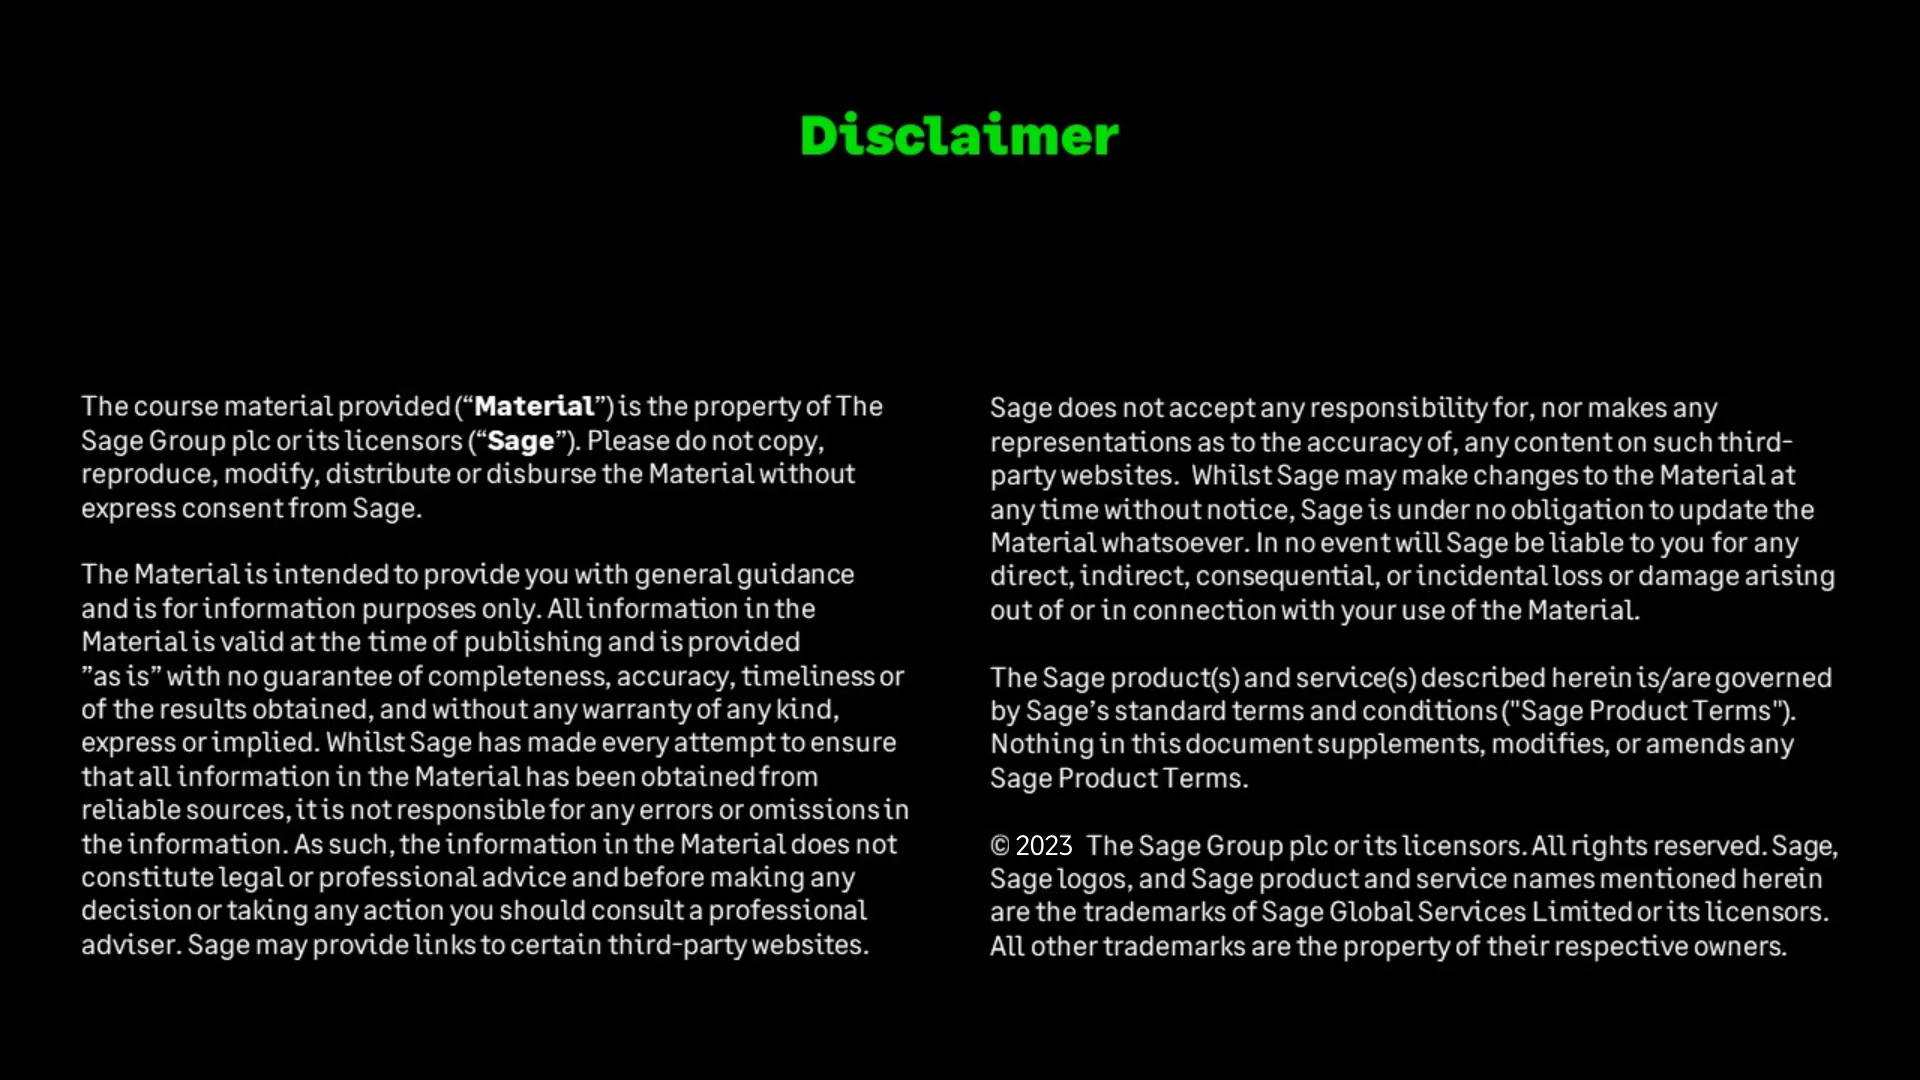 Disclaimer
The course material provided (“Material”) is the property of The
Sage Group plc or its licensors (“Sage”). Please do not copy,
reproduce, modify, distribute or disburse the Material without
express consent from Sage.
The Material is intended to provide you with general guidance
and is for information purposes only. All information in the
Material is valid at the time of publishing and is provided
”as is” with no guarantee of completeness, accuracy, timeliness or
of the results obtained, and without any warranty of any kind,
express or implied. Whilst Sage has made every attempt to ensure
that all information in the Material has been obtained from
reliable sources, it is not responsible for any errors or omissions in
the information. As such, the information in the Material does not
constitute legal or professional advice and before making any
decision or taking any action you should consult a professional
adviser. Sage may provide links to certain third-party websites.
Sage does not accept any responsibility for, nor makes any
representations as to the accuracy of, any content on such third-
party websites.  Whilst Sage may make changes to the Material at
any time without notice, Sage is under no obligation to update the
Material whatsoever. In no event will Sage be liable to you for any
direct, indirect, consequential, or incidental loss or damage arising
out of or in connection with your use of the Material.
The Sage product(s) and service(s) described herein is/are governed
by Sage’s standard terms and conditions ("Sage Product Terms").
Nothing in this document supplements, modifies, or amends any
Sage Product Terms.
© 2023  The Sage Group plc or its licensors. All rights reserved. Sage,
Sage logos, and Sage product and service names mentioned herein
are the trademarks of Sage Global Services Limited or its licensors.
All other trademarks are the property of their respective owners.